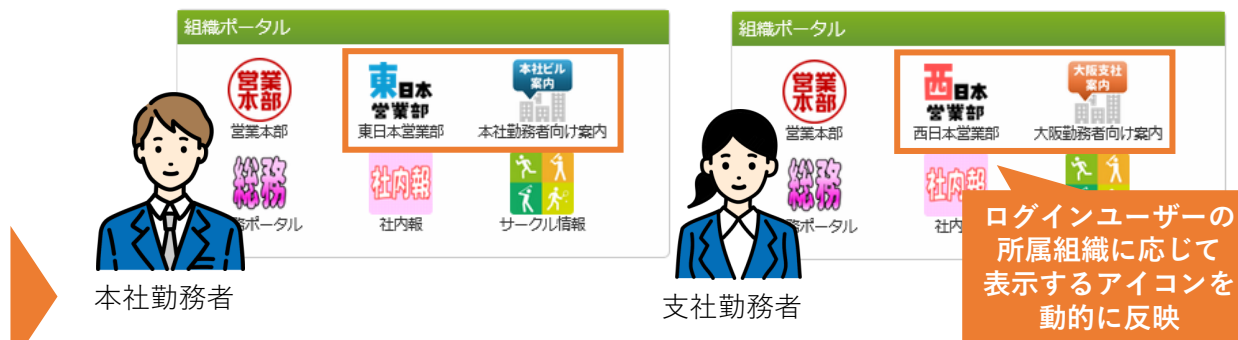 組織ポータル
営業
本部
営業本部
東日本
営業部
東日本営業部
本社ビル
案内
本社勤務者向け案内
総務
務ポータル
社内報
社内報
サークル情報
本社勤務者
組織ポータル
営業
本部
営業本部
西日本
営業部
西日本営業部
大阪支社
案内
大阪勤務者向け案内
総務
務ポータル
社内報
社内
支社勤務者
ログインユーザーの
所属組織に応じて
表示するアイコンを
動的に反映